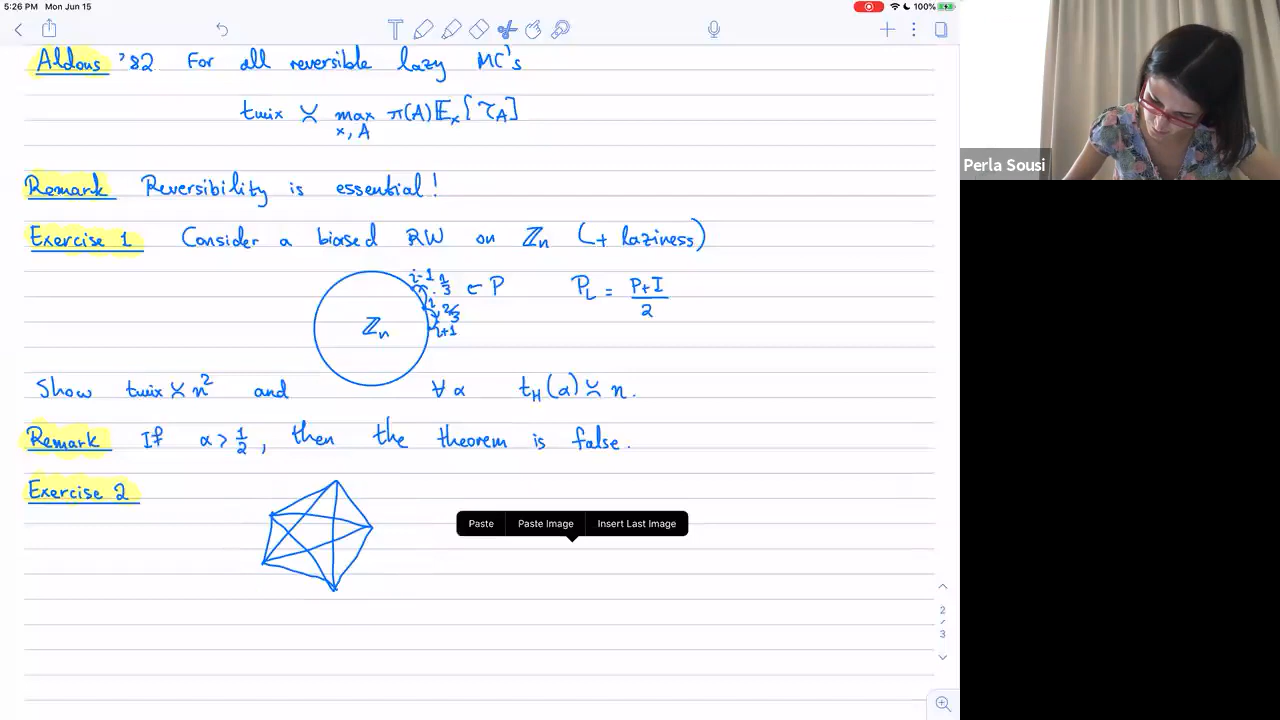 5:26 PM Mon Jun 15
100%
Aldous '82 For all reversible lazy MC's
tmix ≍ max π(A) 𝔼ₓ[τ_A]
x, A
Remark Reversibility is essential!
Exercise 1 Consider a biased RW on ℤₙ (+ laziness)
i-1 1/3 ← P
P_L = (P+I)/2
i 2/3
ℤₙ
i+1
Show tmix ≍ n² and ∀α t_H(α) ≍ n.
Remark If α > 1/2, then the theorem is false.
Exercise 2
Paste Paste Image Insert Last Image
2
/
3
Perla Sousi